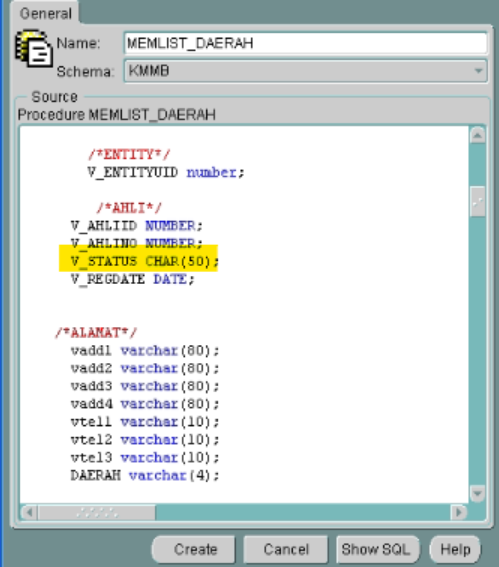 General
Name: MEMLIST_DAERAH
Schema: KMMB
Source
Procedure MEMLIST_DAERAH
/*ENTITY*/
V_ENTITYUID number;
/*AHLI*/
V_AHLIID NUMBER;
V_AHLINO NUMBER;
V_STATUS CHAR(50);
V_REGDATE DATE;
/*ALAMAT*/
vadd1 varchar(80);
vadd2 varchar(80);
vadd3 varchar(80);
vadd4 varchar(80);
vtel1 varchar(10);
vtel2 varchar(10);
vtel3 varchar(10);
DAERAH varchar(4);
Create Cancel Show SQL Help